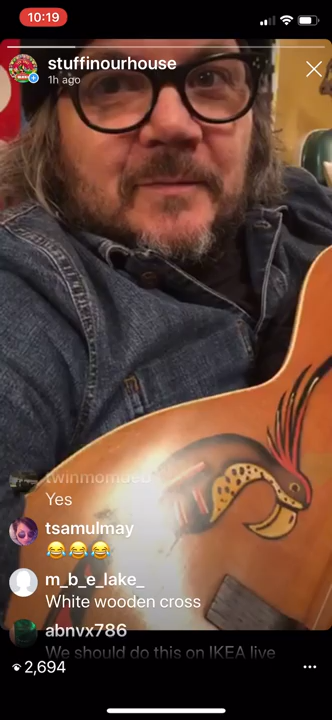 10:19
stuffinourhouse
1h ago
twinmomdeb
Yes
tsamulmay
😂😂😂
m_b_e_lake_
White wooden cross
abnvx786
We should do this on IKEA live
2,694